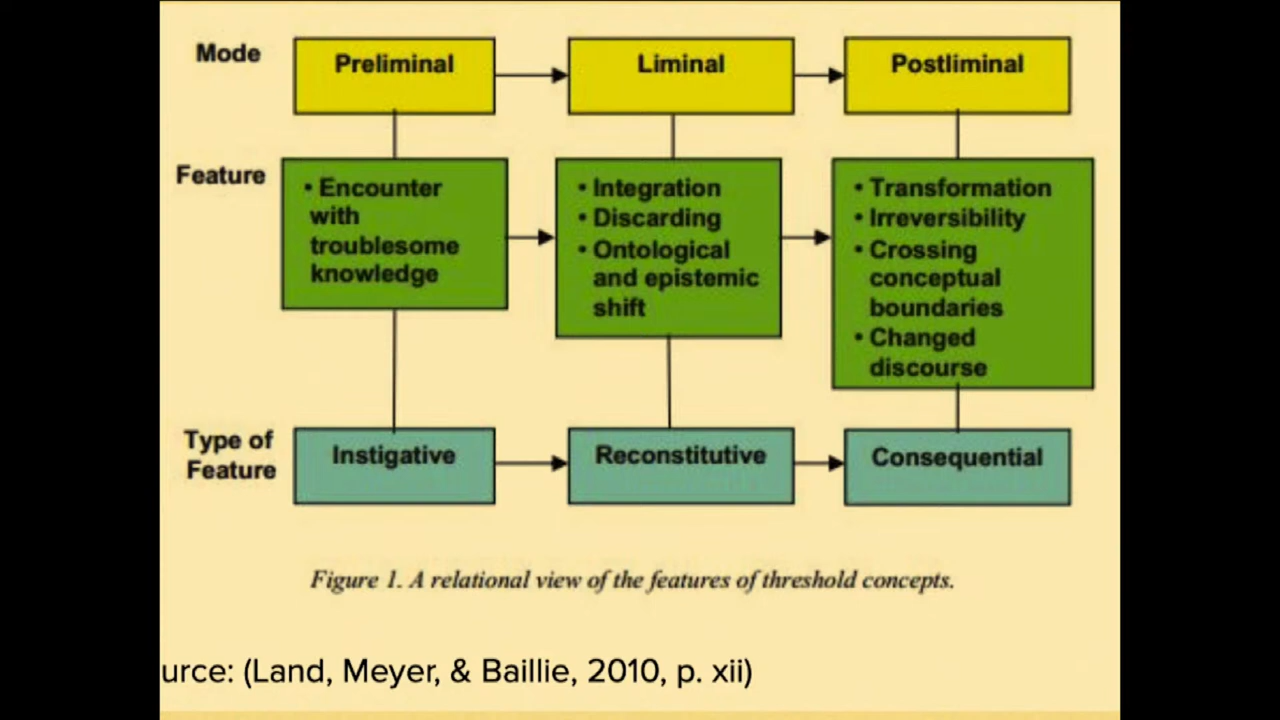 Mode
Preliminal
Liminal
Postliminal
Feature
• Encounter
with
troublesome
knowledge
• Integration
• Discarding
• Ontological
and epistemic
shift
• Transformation
• Irreversibility
• Crossing
conceptual
boundaries
• Changed
discourse
Type of
Feature
Instigative
Reconstitutive
Consequential
Figure 1. A relational view of the features of threshold concepts.
urce: (Land, Meyer, & Baillie, 2010, p. xii)